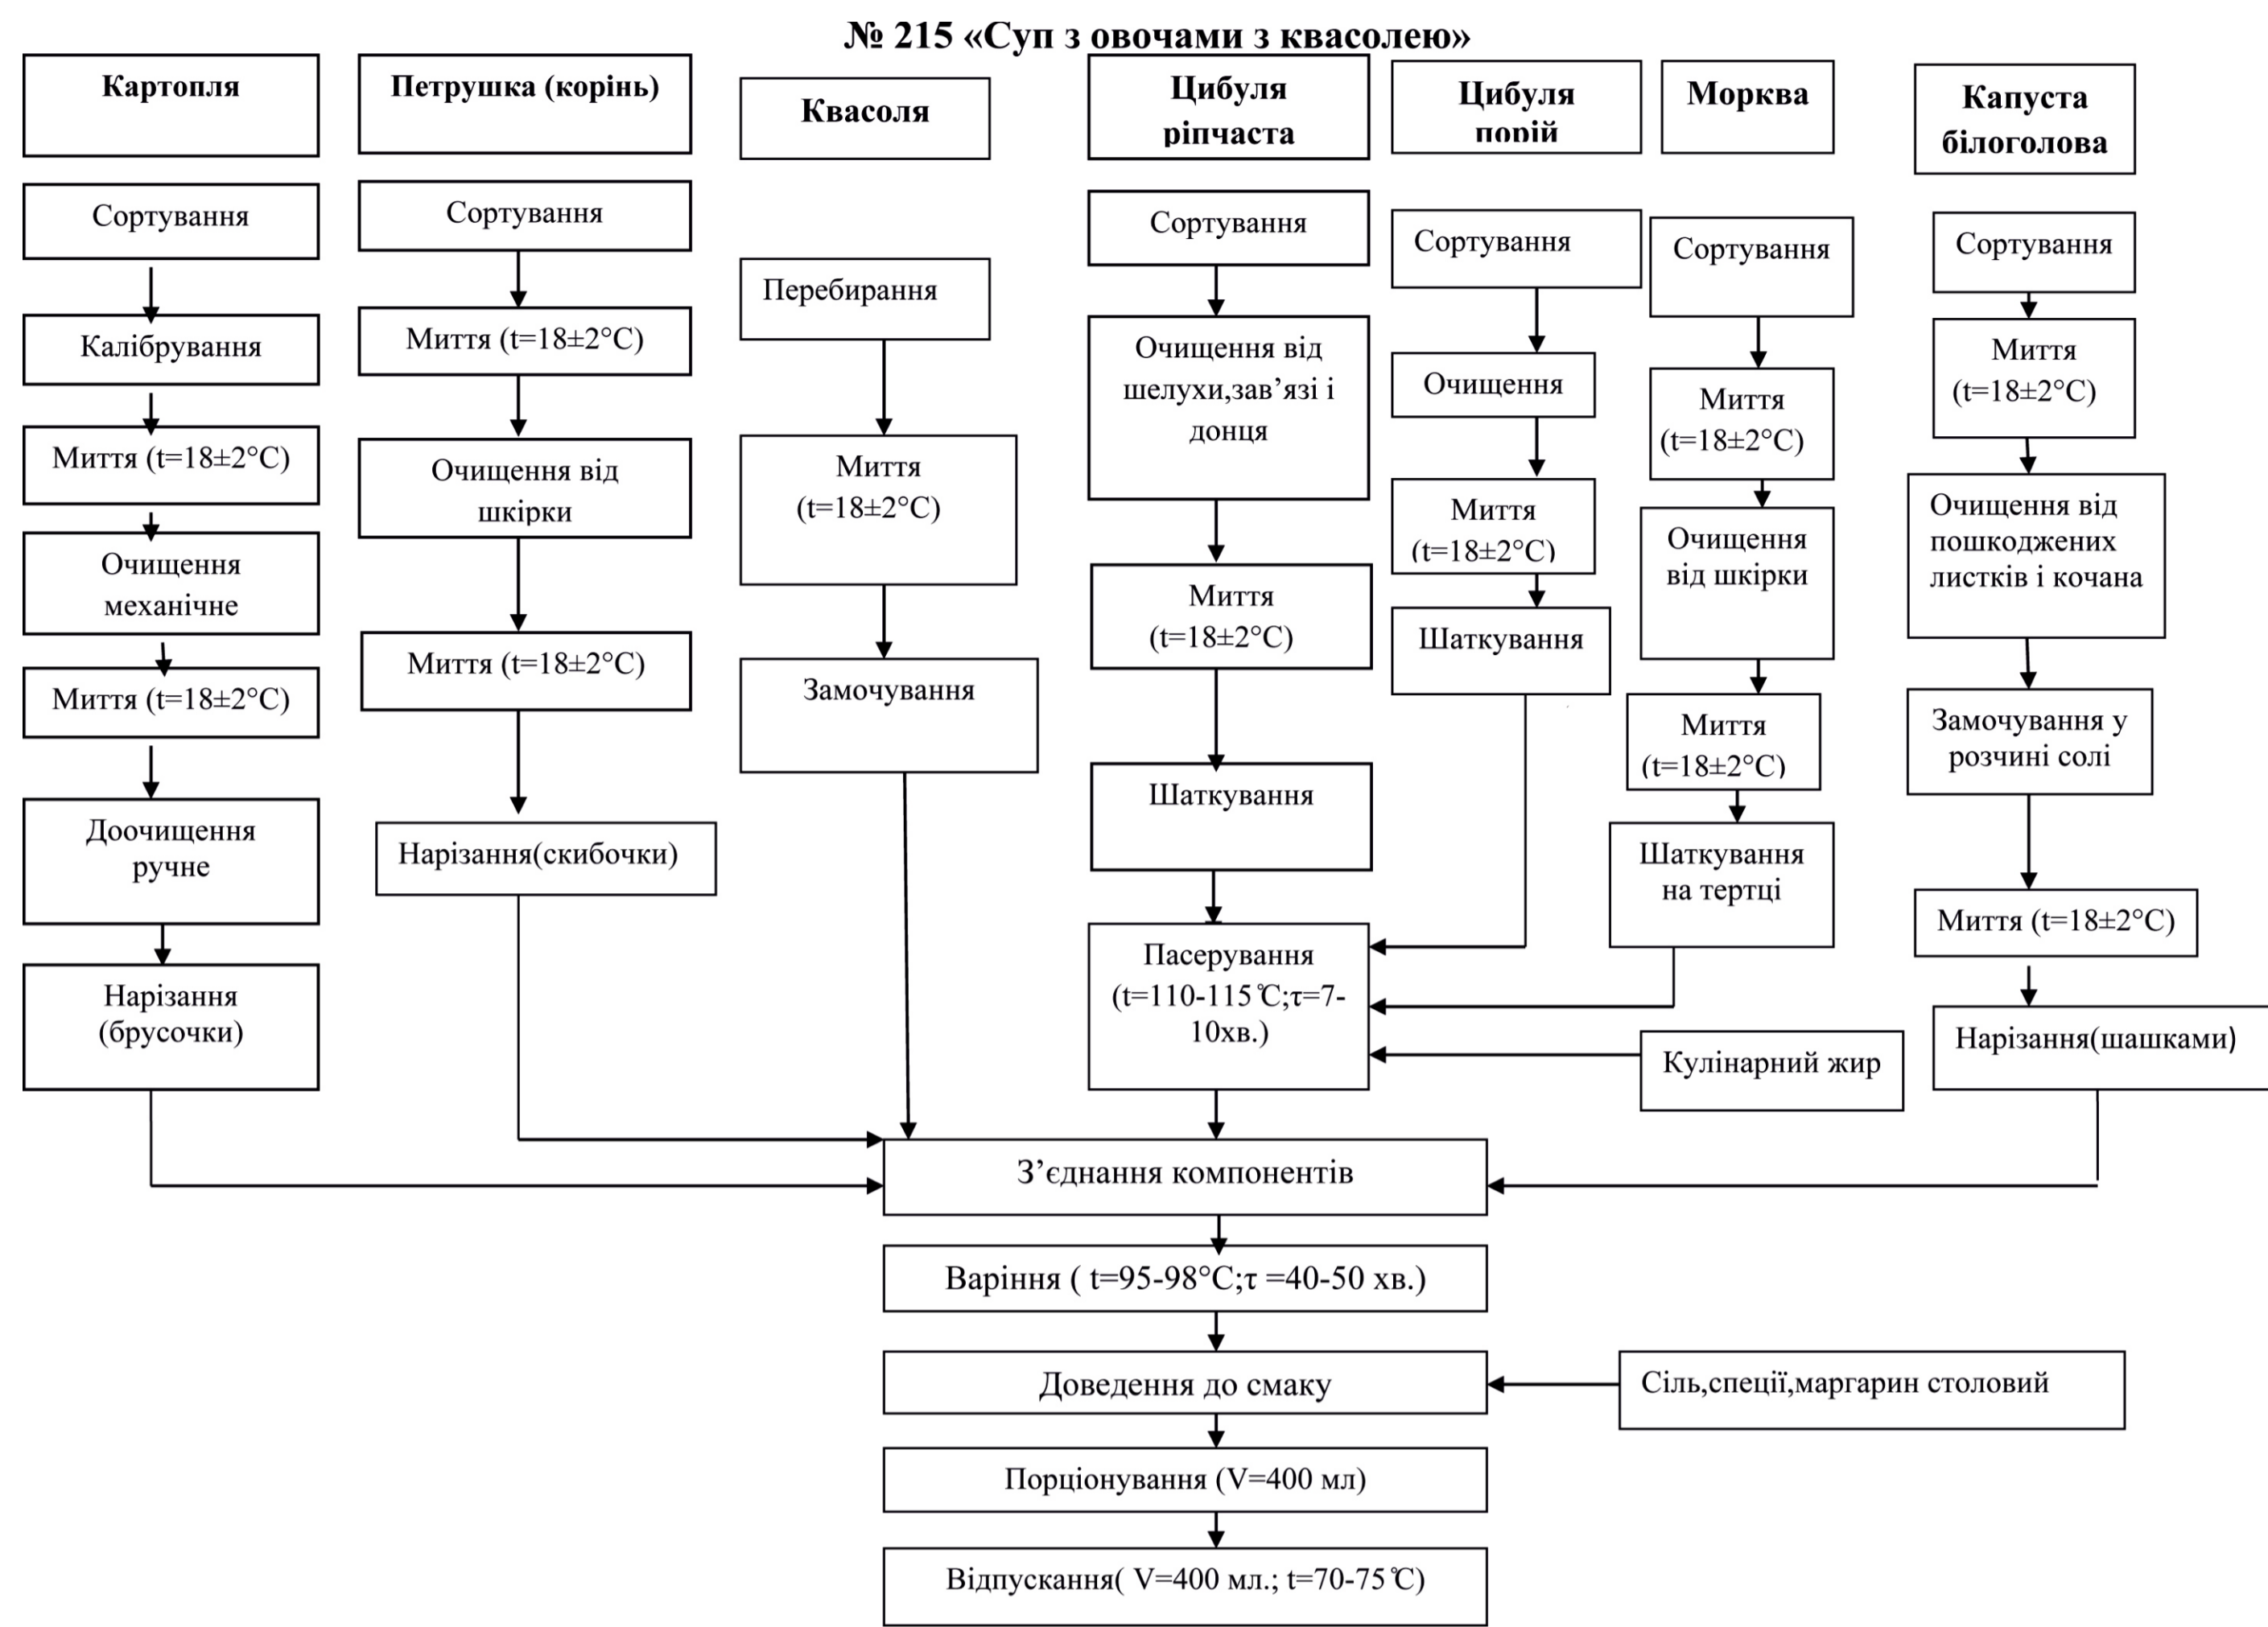 № 215 «Суп з овочами з квасолею»
Картопля
Сортування
Калібрування
Миття (t=18±2°С)
Очищення
механічне
Миття (t=18±2°С)
Доочищення
ручне
Нарізання
(брусочки)
Петрушка (корінь)
Сортування
Миття (t=18±2°С)
Очищення від
шкірки
Миття (t=18±2°С)
Нарізання(скибочки)
Квасоля
Перебирання
Миття
(t=18±2°С)
Замочування
Цибуля
ріпчаста
Сортування
Очищення від
шелухи,зав’язі і
донця
Миття
(t=18±2°С)
Шаткування
Пасерування
(t=110-115℃;τ=7-
10хв.)
Цибуля
порій
Сортування
Очищення
Миття
(t=18±2°С)
Шаткування
Морква
Сортування
Миття
(t=18±2°С)
Очищення
від шкірки
Миття
(t=18±2°С)
Шаткування
на тертці
Кулінарний жир
Капуста
білоголова
Сортування
Миття
(t=18±2°С)
Очищення від
пошкоджених
листків і кочана
Замочування у
розчині солі
Миття (t=18±2°С)
Нарізання(шашками)
З’єднання компонентів
Варіння ( t=95-98°С;τ =40-50 хв.)
Доведення до смаку
Сіль,спеції,маргарин столовий
Порціонування (V=400 мл)
Відпускання( V=400 мл.; t=70-75℃)